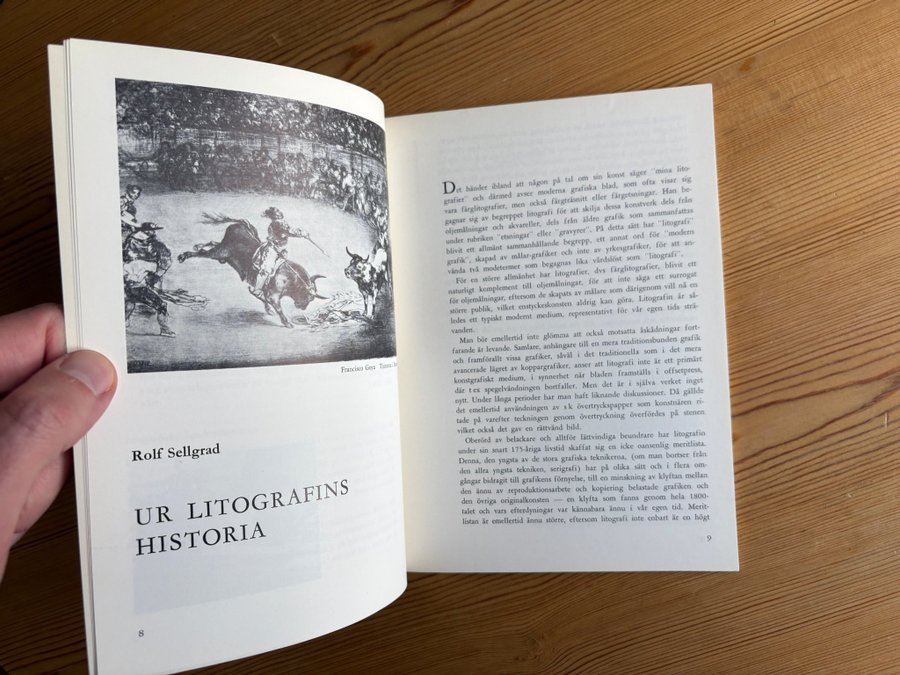 Francisco Goya
Rolf Sellgrad
UR LITOGRAFINS
HISTORIA
8
Det händer ibland att någon på tal om sin konst säger "mina lito-
grafier" och därmed avser moderna grafiska blad, som ofta visar sig
vara färglitografier, men också färgträsnitt eller färgetsningar. Han be-
gagnar sig av begreppet litografi för att skilja dessa konstverk dels från
oljemålningar och akvareller, dels från äldre grafik som sammanfattas
under rubriken "etsningar" eller "gravyrer". På detta sätt har "litografi"
blivit ett allmänt sammanhållande begrepp, ett annat ord för "modern
grafik", skapad av målar-grafiker och inte av yrkesgrafiker, för att an-
vända två modetermer som begagnas lika vårdslöst som "litografi".
För en större allmänhet har litografier, dvs färglitografier, blivit ett
naturligt komplement till oljemålningar, för att inte säga ett surrogat
för oljemålningar, eftersom de skapats av målare som därigenom vill nå en
större publik, vilket enstyckeskonsten aldrig kan göra. Litografin är så-
ledes ett typiskt modernt medium, representativt för vår egen tids strä-
vanden.
Man bör emellertid inte glömma att också motsatta åskådningar fort-
farande är levande. Samlare, anhängare till en mera traditionsbunden grafik
och framförallt vissa grafiker, såväl i det traditionella som i det mera
avancerade lägret av koppargrafiker, anser att litografi inte är ett primärt
konstgrafiskt medium, i synnerhet när bladen framställs i offsetpress,
där t ex spegelvändningen bortfaller. Men det är i själva verket inget
nytt. Under långa perioder har man haft liknande diskussioner. Då gällde
det emellertid användningen av s k övertryckspapper som konstnären ri-
tade på varefter teckningen genom övertryckning överfördes på stenen
vilket också det gav en rättvänd bild.
Oberörd av belackare och alltför lättvindiga beundrare har litografin
under sin snart 175-åriga livstid skaffat sig en icke oansenlig meritlista.
Denna, den yngsta av de stora grafiska teknikerna, (om man bortser från
den allra yngsta tekniken, serigrafi) har på olika sätt och i flera om-
gångar bidragit till grafikens förnyelse, till en minskning av klyftan mellan
den ännu av reproduktionsarbete och kopiering belastade grafiken och
den övriga originalkonsten — en klyfta som fanns genom hela 1800-
talet och vars efterdyningar var kännbara ännu i vår egen tid. Merit-
listan är emellertid ännu större, eftersom litografi inte enbart är en högt
9